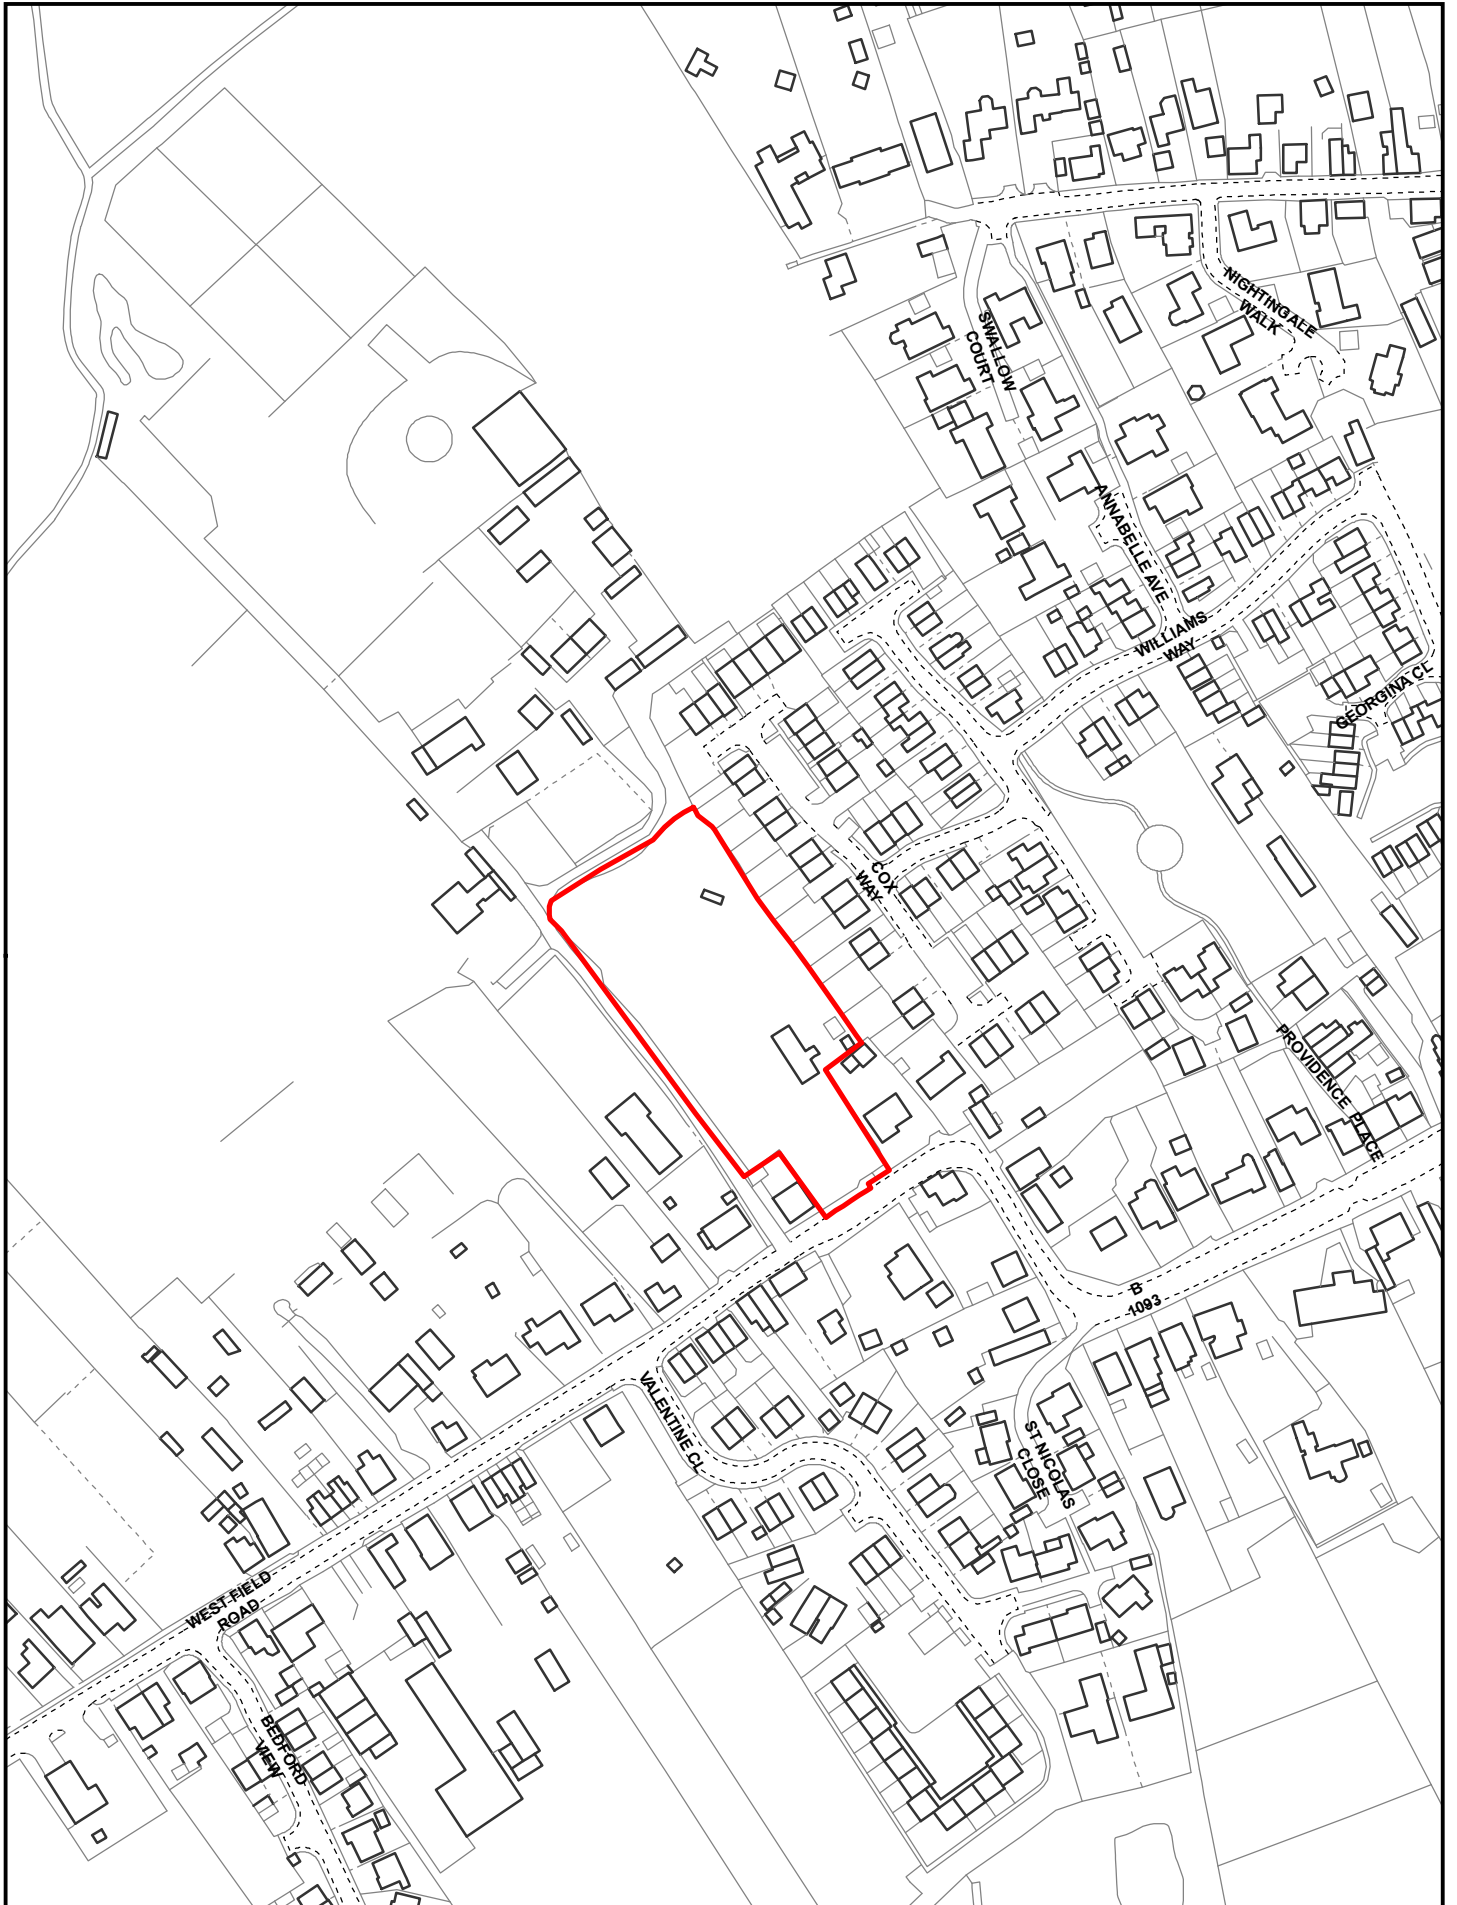 NIGHTINGALE
WALK
SWALLOW
COURT
ANNABELLE AVE
WILLIAMS
WAY
GEORGINA CL
COX
WAY
PROVIDENCE PLACE
B
1093
VALENTINE CL
ST NICOLAS
CLOSE
WEST FIELD
ROAD
BEDFORD
VIEW